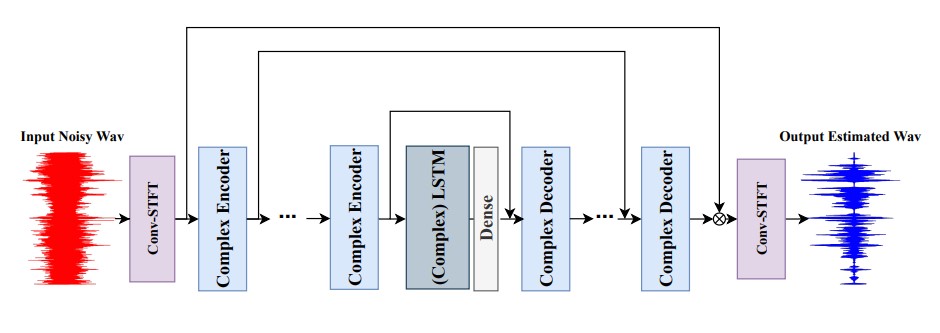 Input Noisy Wav
Conv-STFT
Complex Encoder
...
Complex Encoder
(Complex) LSTM
Dense
Complex Decoder
...
Complex Decoder
Conv-STFT
Output Estimated Wav